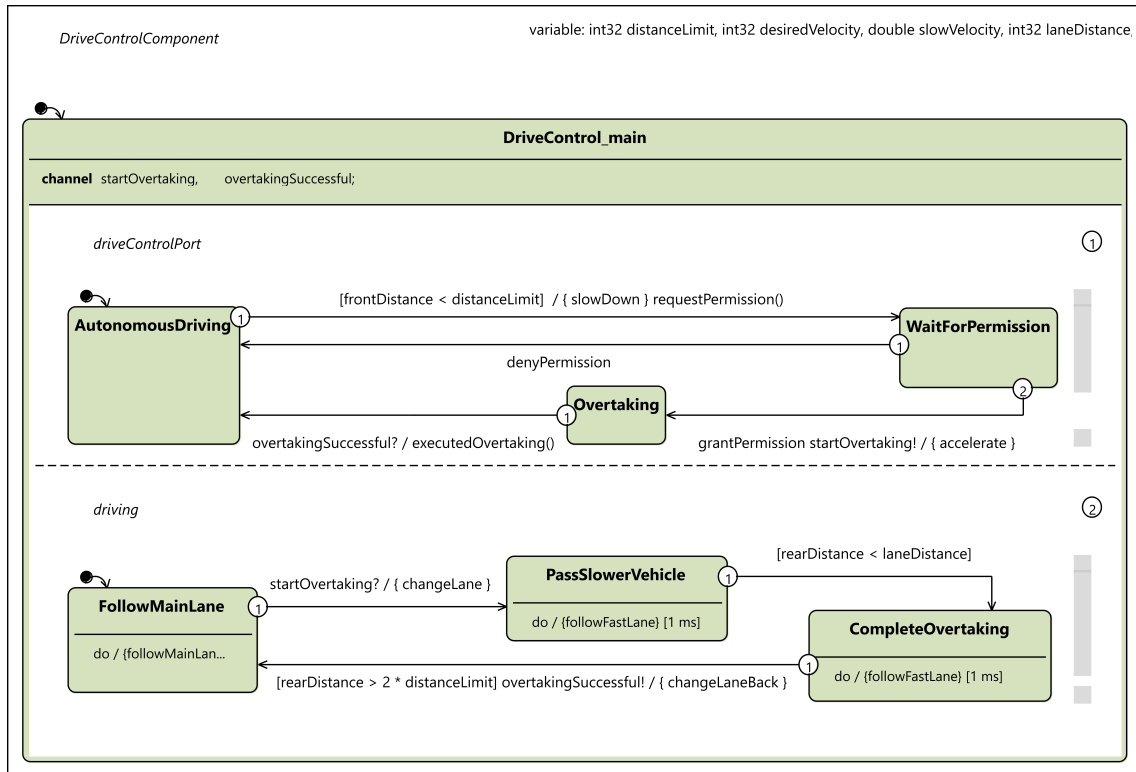 DriveControlComponent
variable: int32 distanceLimit, int32 desiredVelocity, double slowVelocity, int32 laneDistance,
DriveControl_main
channel startOvertaking, overtakingSuccessful;
driveControlPort
1
[frontDistance < distanceLimit] / { slowDown } requestPermission()
AutonomousDriving
1
WaitForPermission
1
denyPermission
2
Overtaking
1
overtakingSuccessful? / executedOvertaking()
grantPermission startOvertaking! / { accelerate }
driving
2
[rearDistance < laneDistance]
startOvertaking? / { changeLane }
PassSlowerVehicle
1
FollowMainLane
1
do / {followFastLane} [1 ms]
CompleteOvertaking
do / {followMainLan...
1
do / {followFastLane} [1 ms]
[rearDistance > 2 * distanceLimit] overtakingSuccessful! / { changeLaneBack }